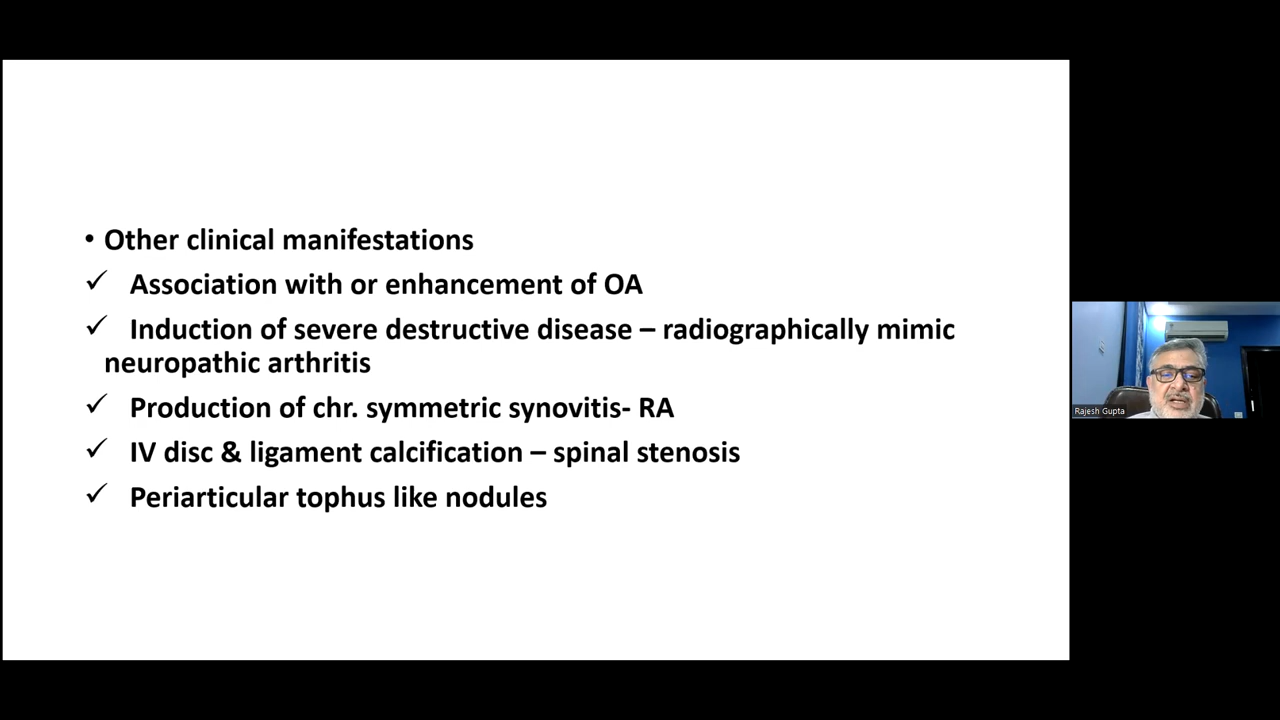 • Other clinical manifestations
✓ Association with or enhancement of OA
✓ Induction of severe destructive disease – radiographically mimic
neuropathic arthritis
✓ Production of chr. symmetric synovitis- RA
✓ IV disc & ligament calcification – spinal stenosis
✓ Periarticular tophus like nodules
Rajesh Gupta